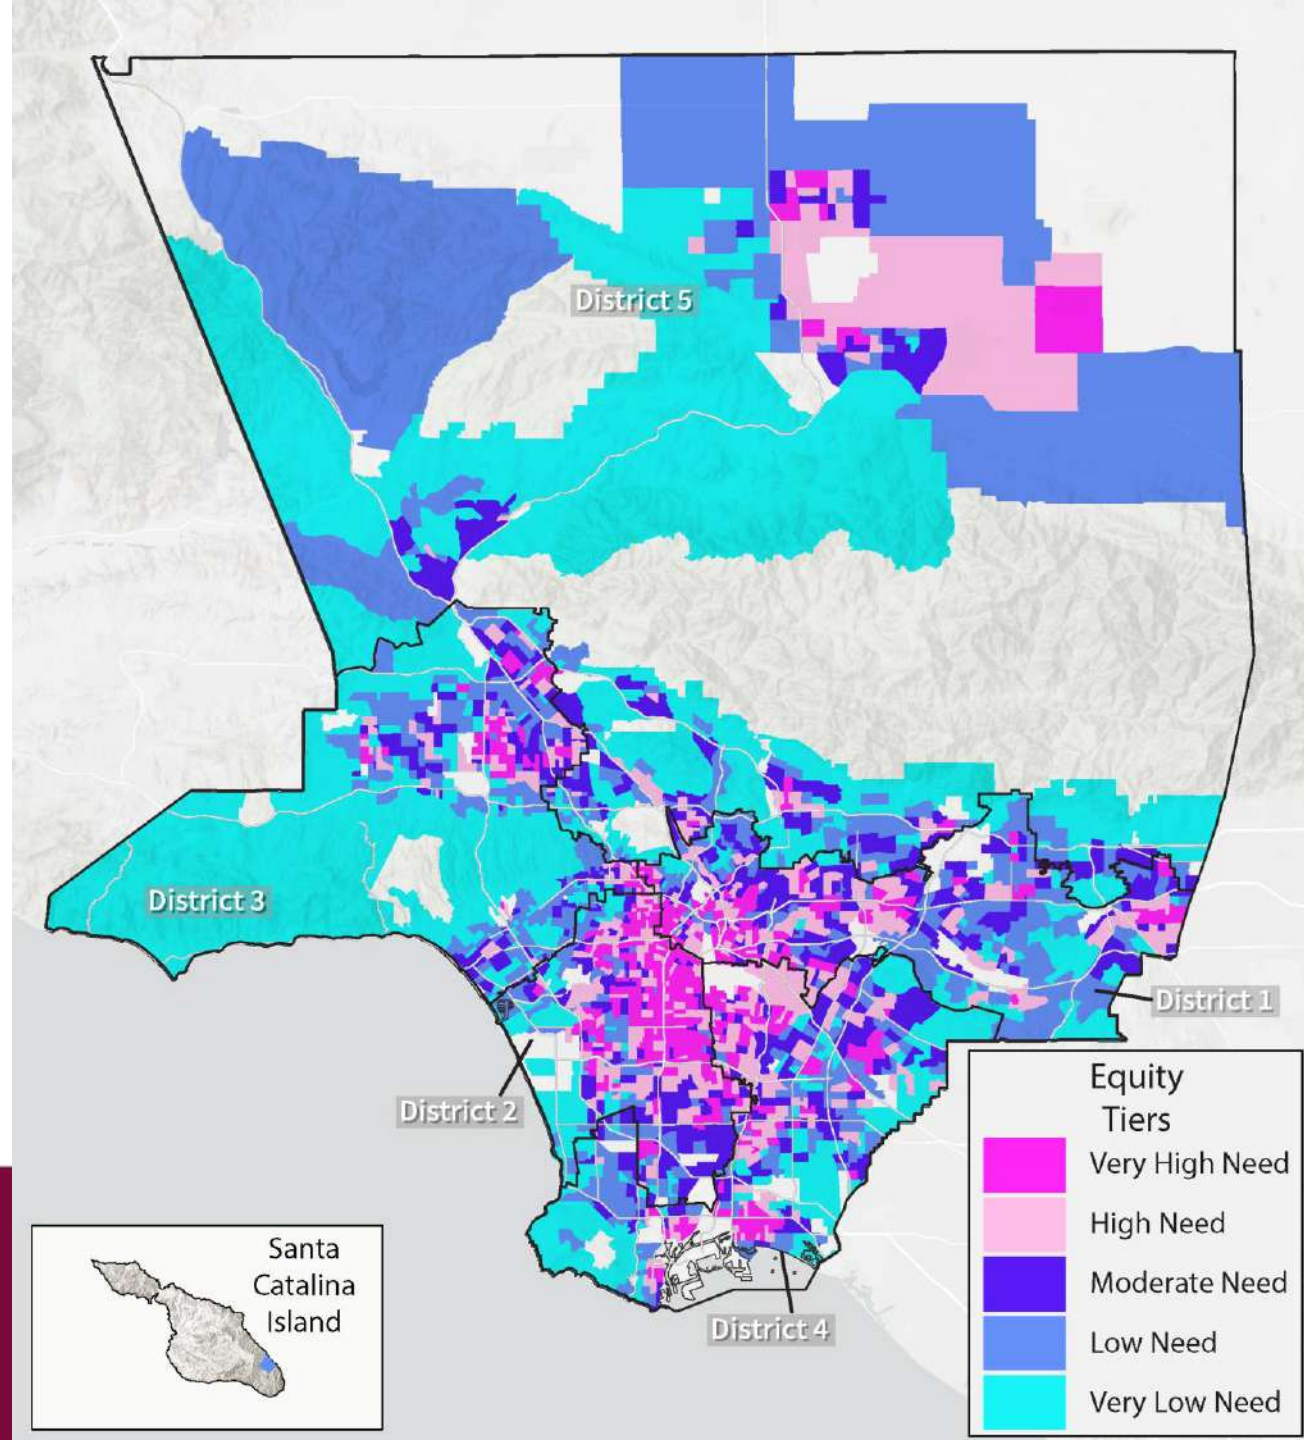 District 5
District 3
District 1
District 2
District 4
Santa
Catalina
Island
Equity
Tiers
Very High Need
High Need
Moderate Need
Low Need
Very Low Need